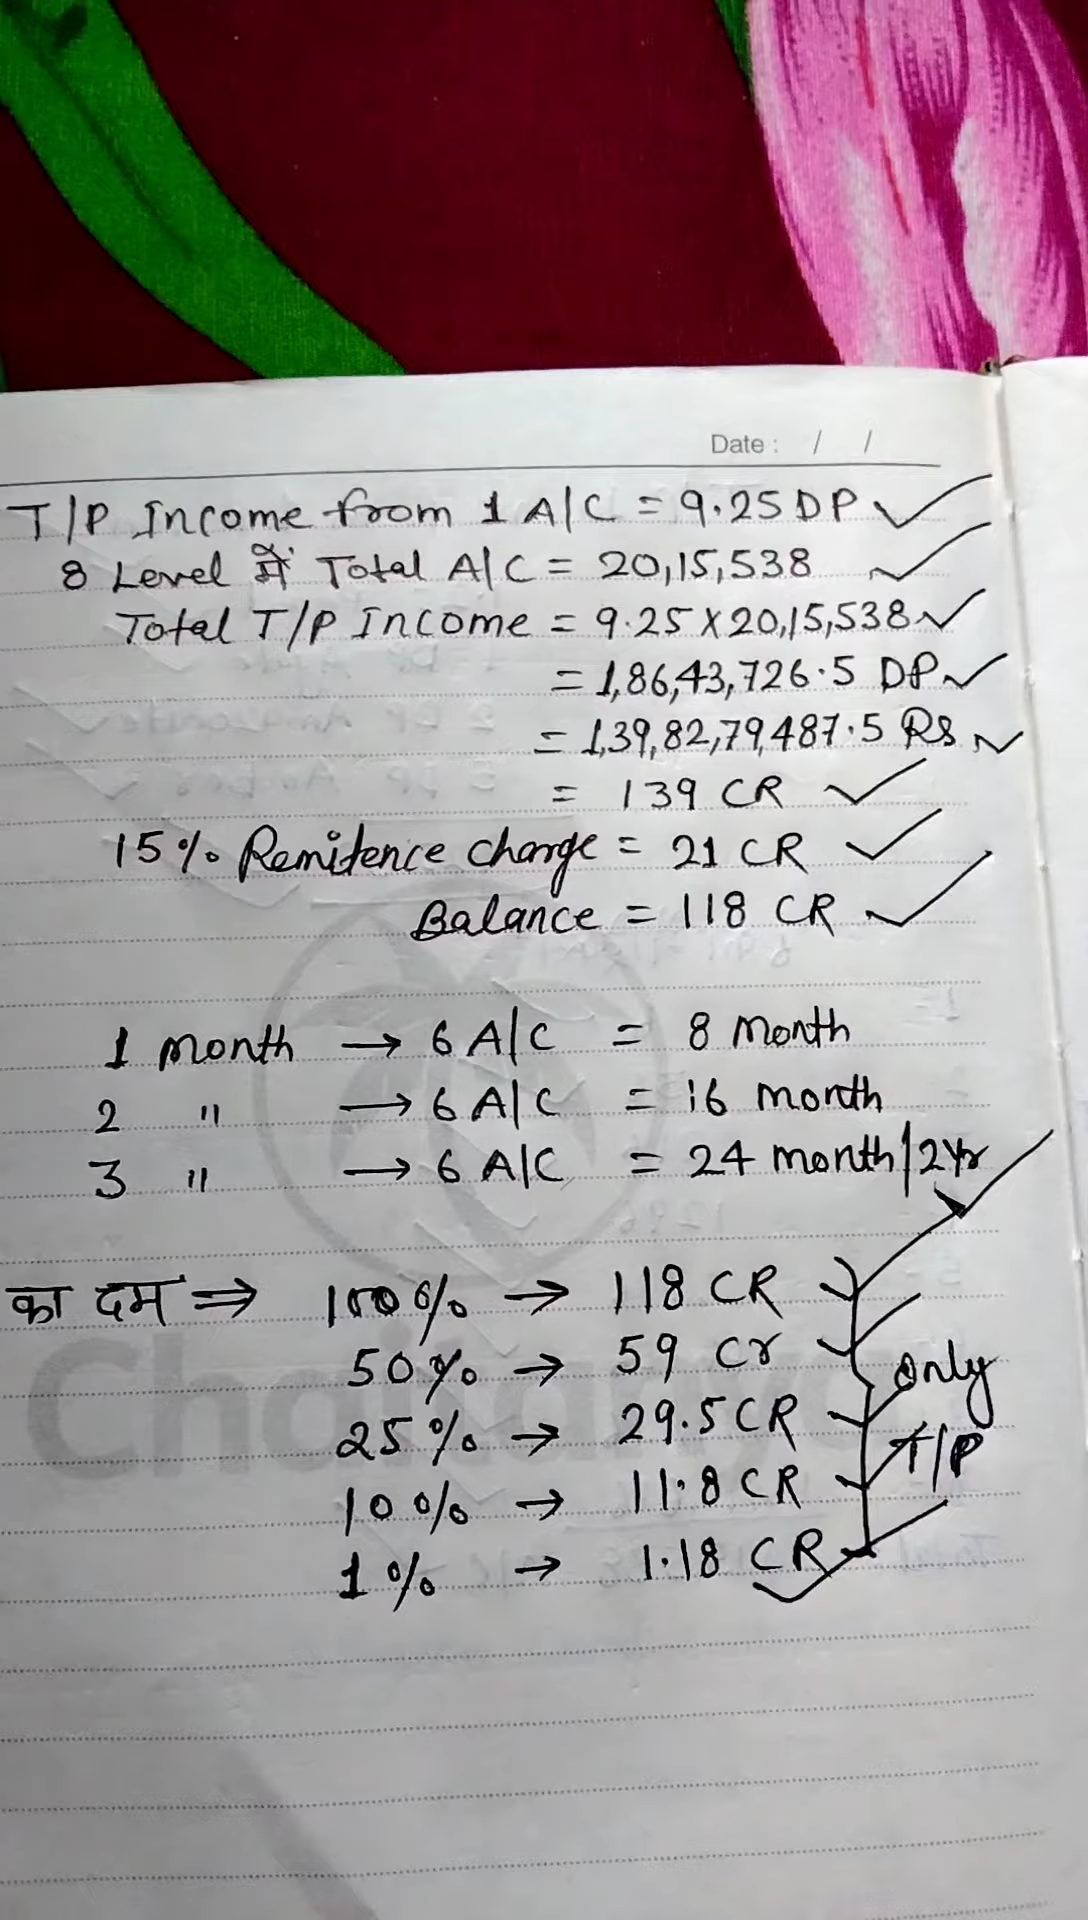 Date : / /
T/P Income from 1 A/C = 9.25 DP
8 Level में Total A/C = 20,15,538
Total T/P Income = 9.25 X 20,15,538
= 1,86,43,726.5 DP
= 1,39,82,79,487.5 RS
= 139 CR
15% Remitence charge = 21 CR
Balance = 118 CR
1 month → 6 A/C = 8 month
2 " → 6 A/C = 16 month
3 " → 6 A/C = 24 month/2Yr
का दम ⇒ 100% → 118 CR
50% → 59 Cr
25% → 29.5 CR
only
10% → 11.8 CR
T/P
1% → 1.18 CR